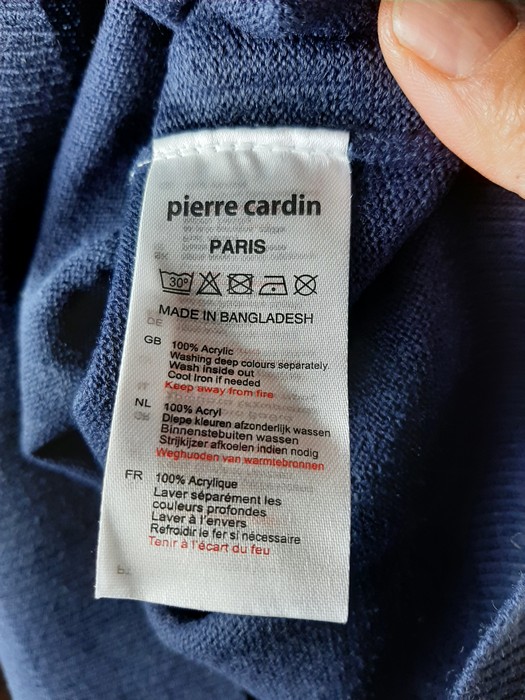 pierre cardin
PARIS
30°
MADE IN BANGLADESH
GB 100% Acrylic
Washing deep colours separately.
Wash inside out
Cool Iron if needed
Keep away from fire
NL 100% Acryl
Diepe kleuren afzonderlijk wassen
Binnenstebuiten wassen
Strijkijzer afkoelen indien nodig
Weghuoden van warmtebronnen
FR 100% Acrylique
Laver séparément les
couleurs profondes
Laver à l'envers
Refroidir le fer si nécessaire
Tenir à l'écart du feu